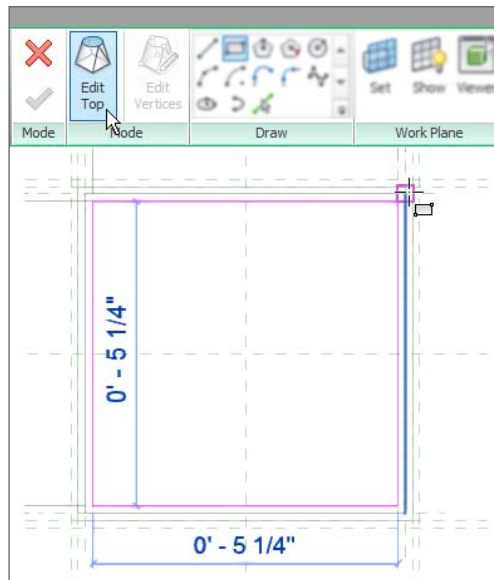 Edit
Top
Edit
Vertices
Set
Show
Viewer
Mode
Mode
Draw
Work Plane
0' - 5 1/4"
0' - 5 1/4"